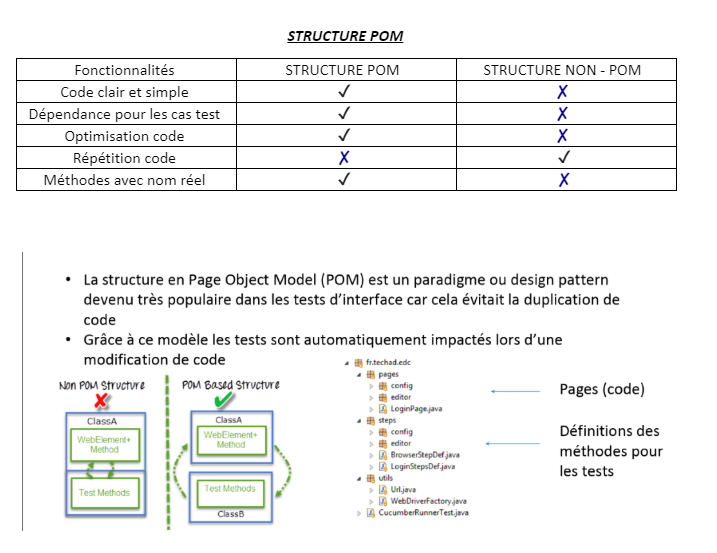 STRUCTURE POM
Fonctionnalités STRUCTURE POM STRUCTURE NON - POM
Code clair et simple ✓ ✗
Dépendance pour les cas test ✓ ✗
Optimisation code ✓ ✗
Répétition code ✗ ✓
Méthodes avec nom réel ✓ ✗
• La structure en Page Object Model (POM) est un paradigme ou design pattern
devenu très populaire dans les tests d'interface car cela évitait la duplication de
code
• Grâce à ce modèle les tests sont automatiquement impactés lors d'une
modification de code
Non POM Structure
ClassA
WebElement+
Method
Test Methods
POM Based Structure
ClassA
WebElement+
Method
Test Methods
ClassB
fr.techad.edc
pages
config
editor
LoginPage.java
steps
config
editor
BrowserStepDef.java
LoginStepsDef.java
utils
Url.java
WebDriverFactory.java
CucumberRunnerTest.java
Pages (code)
Définitions des
méthodes pour
les tests